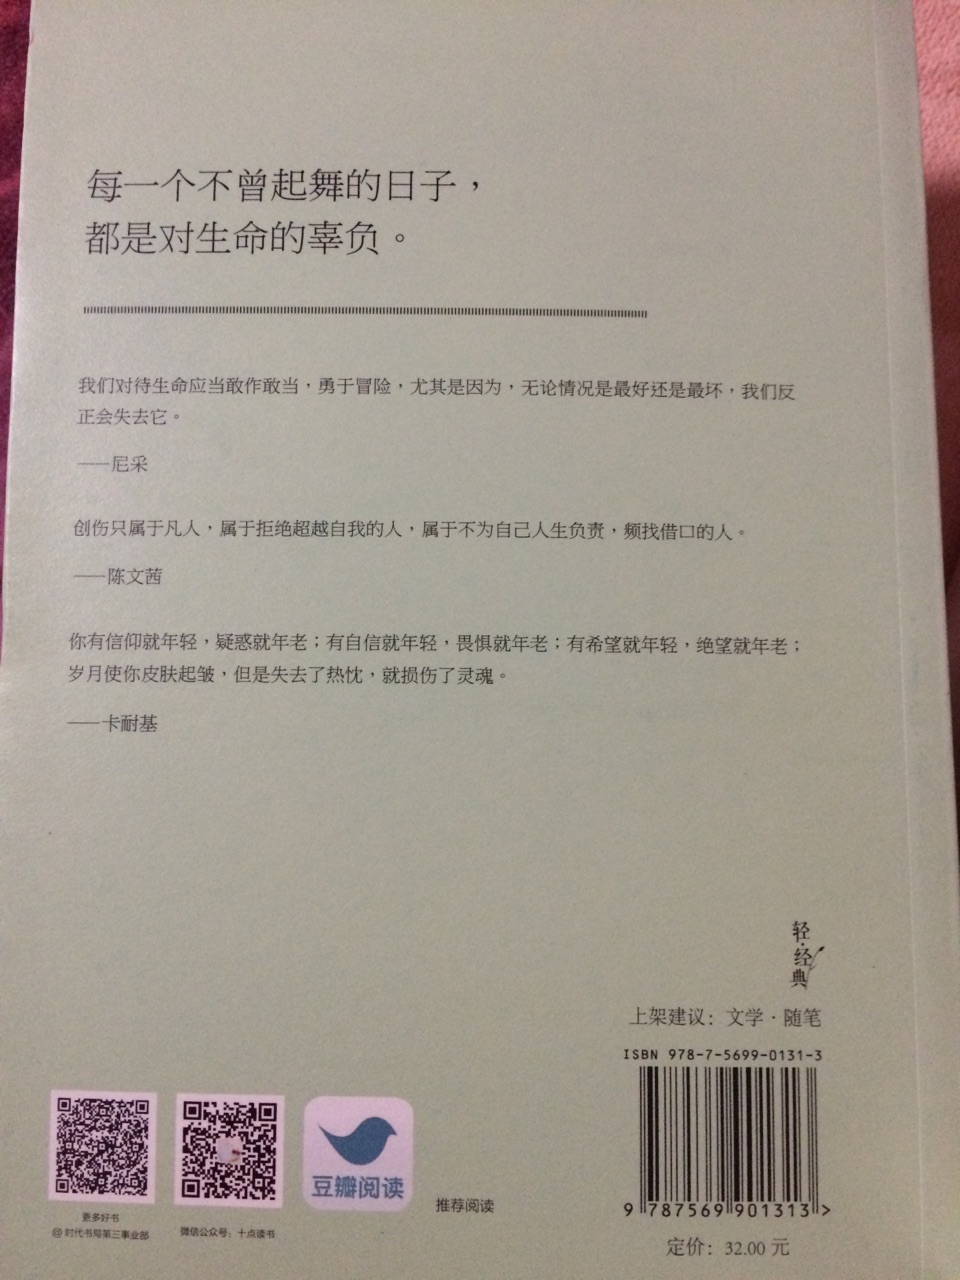 每一个不曾起舞的日子，
都是对生命的辜负。
我们对待生命应当敢作敢当，勇于冒险，尤其是因为，无论情况是最好还是最坏，我们反
正会失去它。
——尼采
创伤只属于凡人，属于拒绝超越自我的人，属于不为自己人生负责，频找借口的人。
——陈文茜
你有信仰就年轻，疑惑就年老；有自信就年轻，畏惧就年老；有希望就年轻，绝望就年老；
岁月使你皮肤起皱，但是失去了热忱，就损伤了灵魂。
——卡耐基
轻·经典
上架建议：文学·随笔
ISBN 978-7-5699-0131-3
9 787569 901313 >
定价：32.00 元
更多好书
@时代书局第三事业部
微信公众号：十点读书
豆瓣阅读
推荐阅读